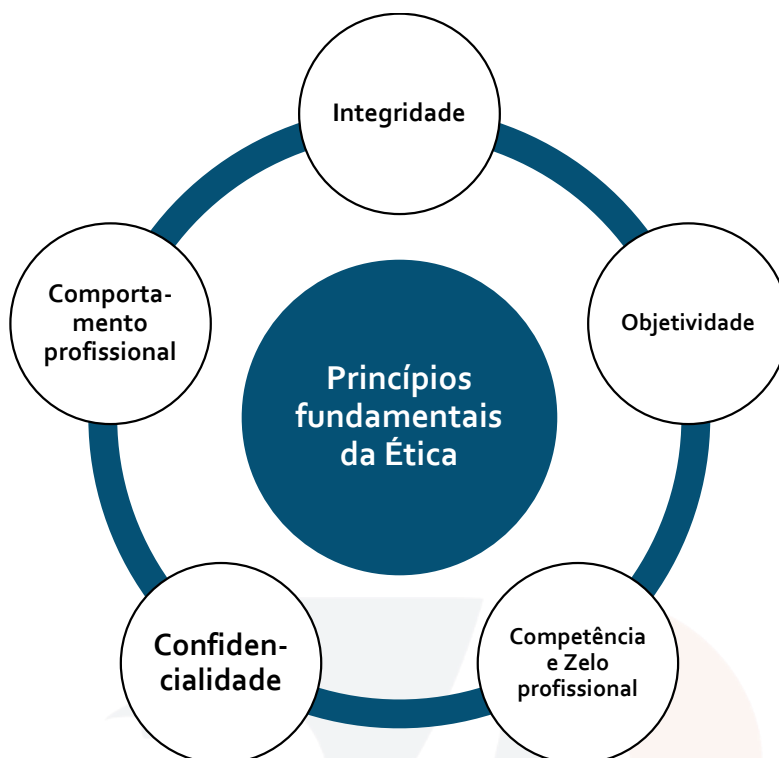 Integridade
Objetividade
Competência
e Zelo
profissional
Confiden-
cialidade
Comporta-
mento
profissional
Princípios
fundamentais
da Ética